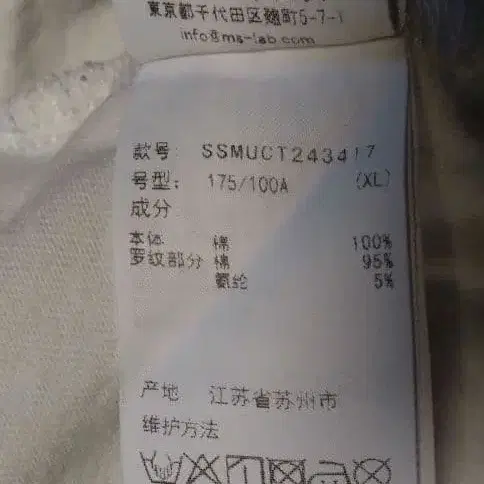 東京都千代田区麹町5-7-1
info@ms-lab.com
款号 SSMUCT243417
号型: 175/100A (XL)
成分
本体 棉 100%
罗纹部分 棉 95%
氨纶 5%
产地 江苏省苏州市
维护方法